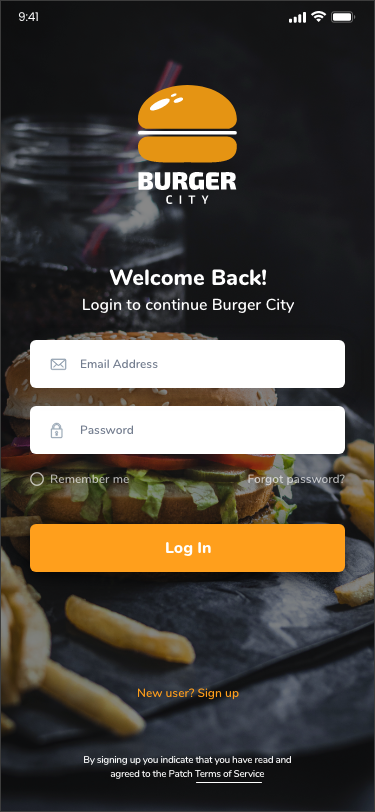 9:41
BURGER
CITY
Welcome Back!
Login to continue Burger City
Email Address
Password
Remember me Forgot password?
Log In
New user? Sign up
By signing up you indicate that you have read and
agreed to the Patch Terms of Service